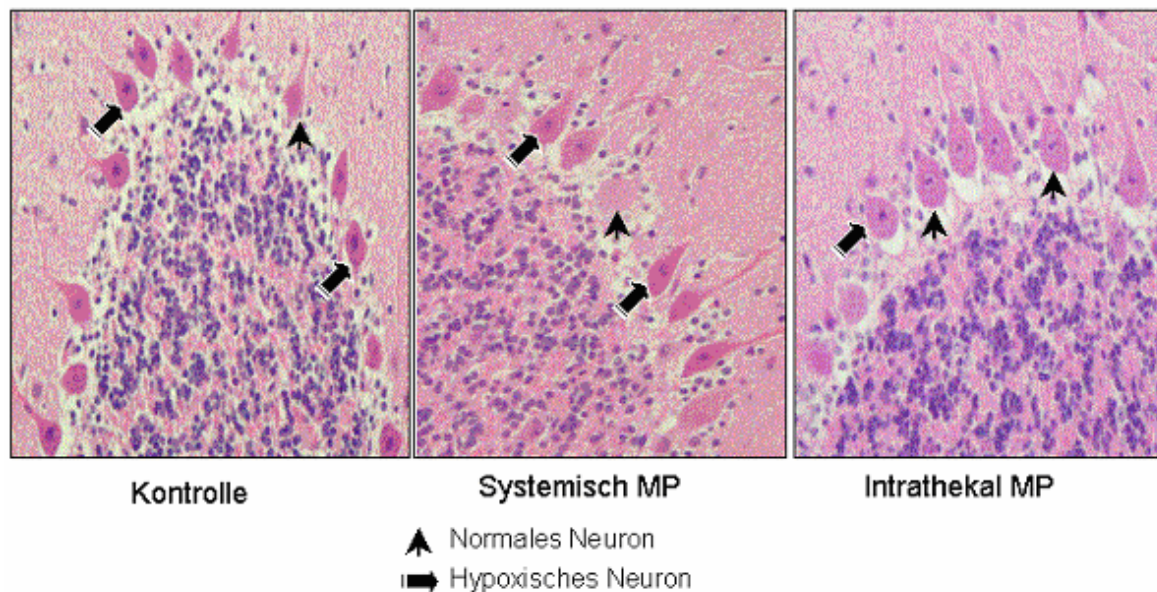 Kontrolle
Systemisch MP
Intrathekal MP
Normales Neuron
Hypoxisches Neuron